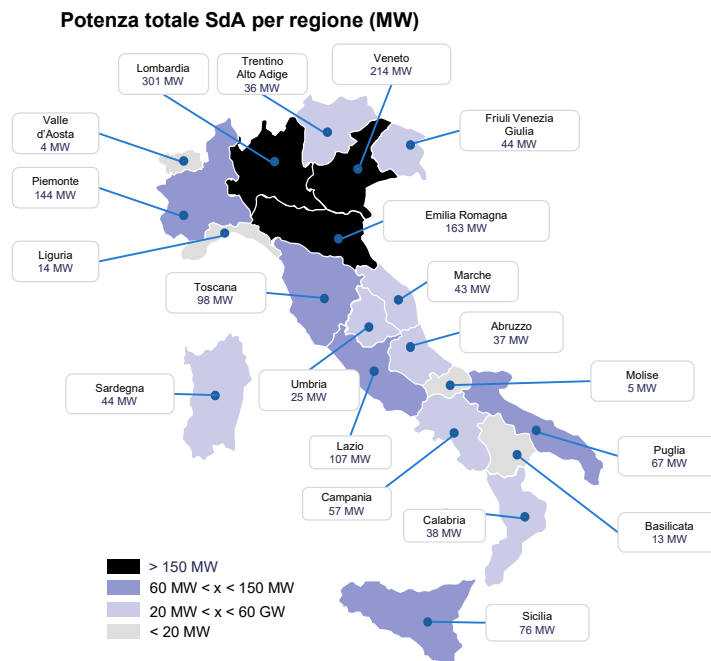 Potenza totale SdA per regione (MW)
Lombardia
301 MW
Trentino
Alto Adige
36 MW
Veneto
214 MW
Valle
d'Aosta
4 MW
Friuli Venezia
Giulia
44 MW
Piemonte
144 MW
Emilia Romagna
163 MW
Liguria
14 MW
Toscana
98 MW
Marche
43 MW
Abruzzo
37 MW
Sardegna
44 MW
Umbria
25 MW
Molise
5 MW
Lazio
107 MW
Puglia
67 MW
Campania
57 MW
Calabria
38 MW
Basilicata
13 MW
> 150 MW
60 MW < x < 150 MW
20 MW < x < 60 GW
< 20 MW
Sicilia
76 MW